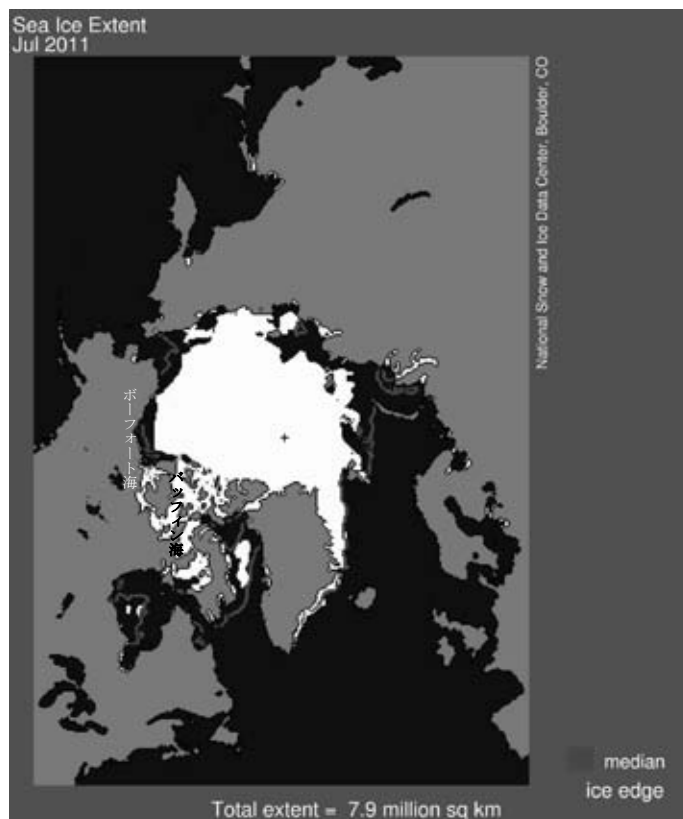 Sea Ice Extent
Jul 2011
National Snow and Ice Data Center, Boulder, CO
ボーフォート海
バッフィン海
median
ice edge
Total extent = 7.9 million sq km